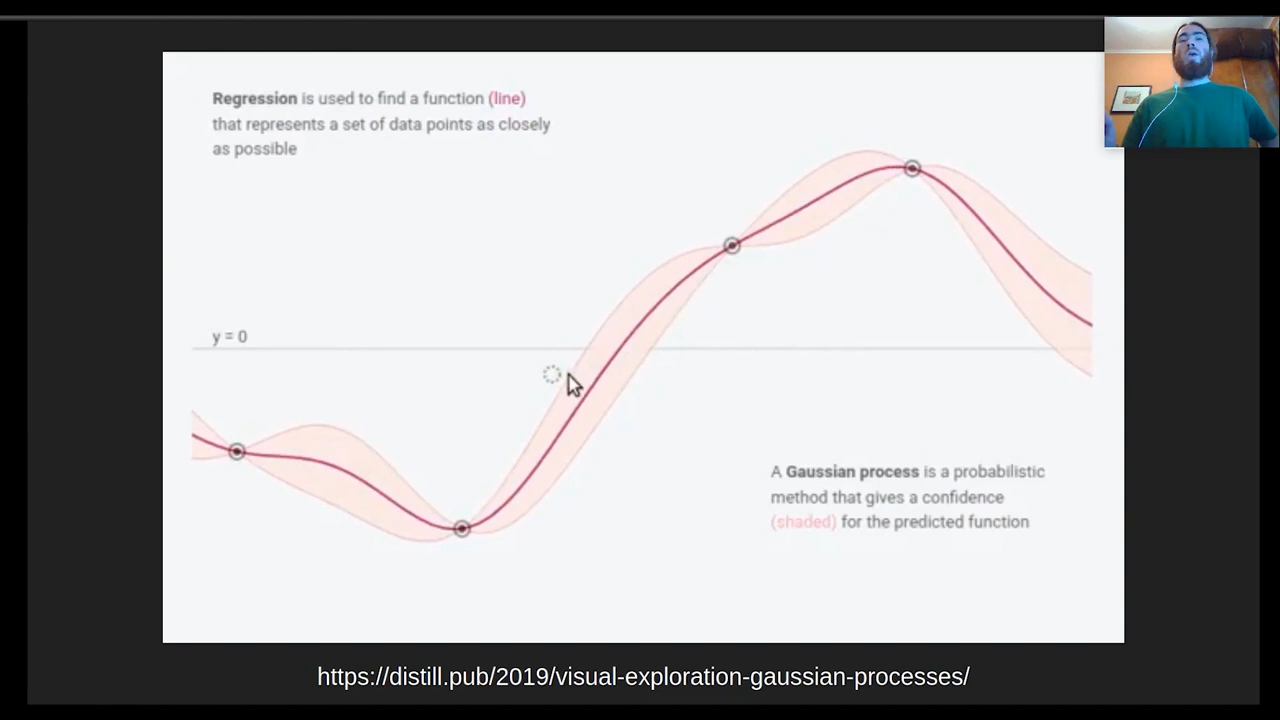 Regression is used to find a function (line)
that represents a set of data points as closely
as possible
y = 0
A Gaussian process is a probabilistic
method that gives a confidence
(shaded) for the predicted function
https://distill.pub/2019/visual-exploration-gaussian-processes/